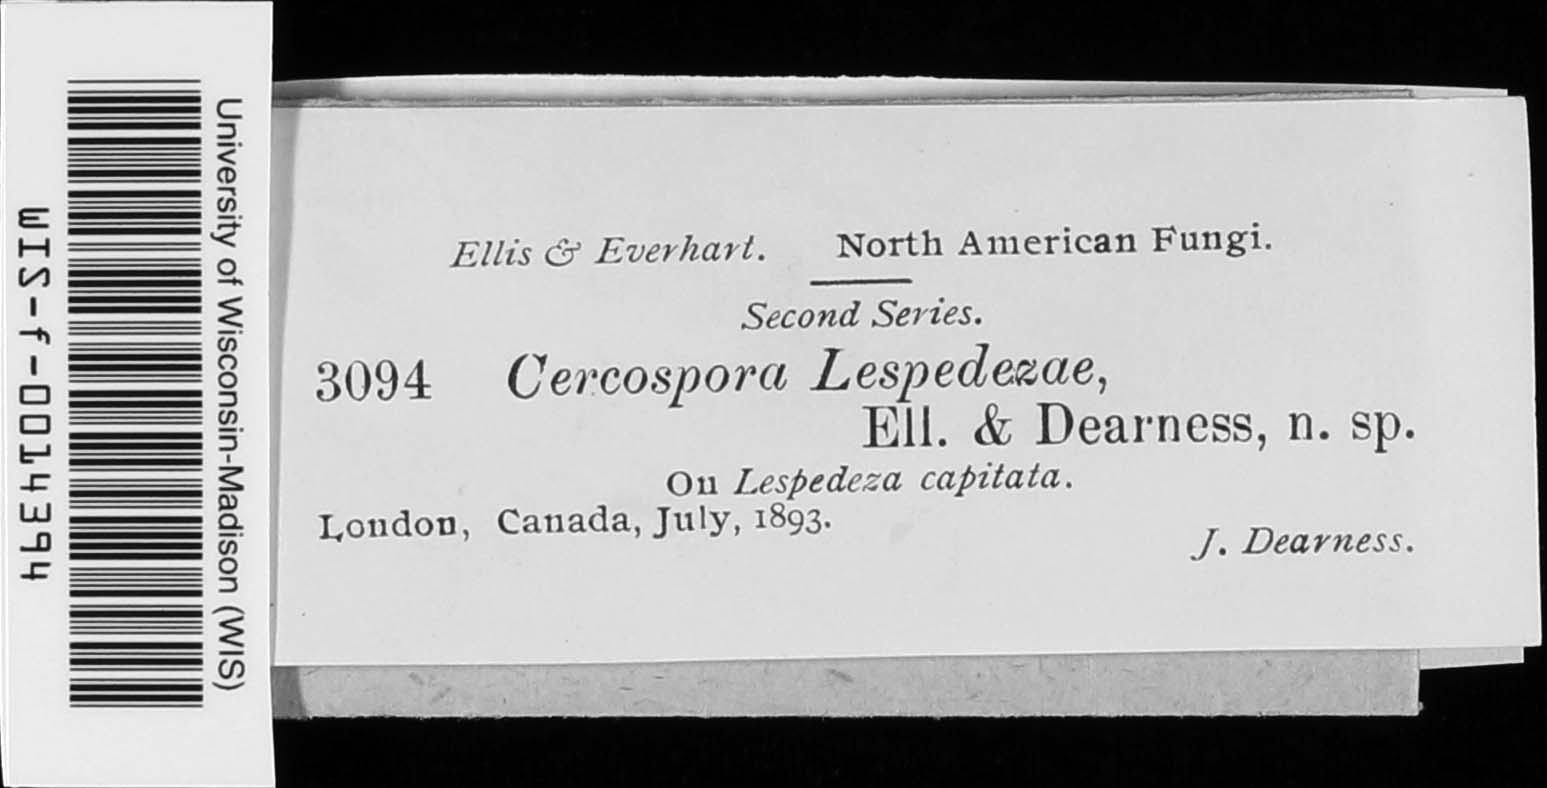 WIS-f-0014394
University of Wisconsin-Madison (WIS)
Ellis & Everhart. North American Fungi.
Second Series.
3094 Cercospora Lespedezae,
Ell. & Dearness, n. sp.
On Lespedeza capitata.
London, Canada, July, 1893.
J. Dearness.